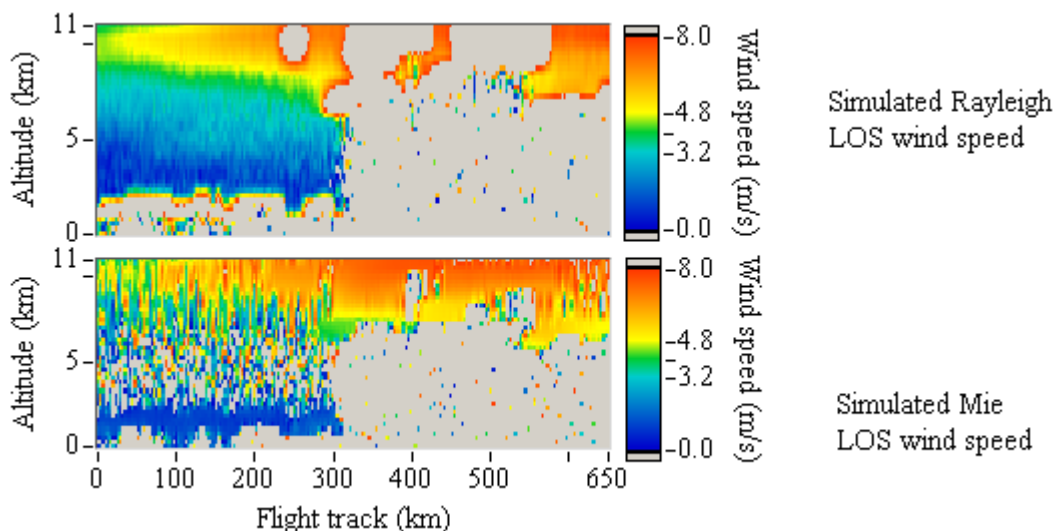 11
5
0
Altitude (km)
8.0
4.8
3.2
0.0
Wind speed (m/s)
Simulated Rayleigh
LOS wind speed
11
5
0
Altitude (km)
8.0
4.8
3.2
0.0
Wind speed (m/s)
Simulated Mie
LOS wind speed
0 100 200 300 400 500 650
Flight track (km)